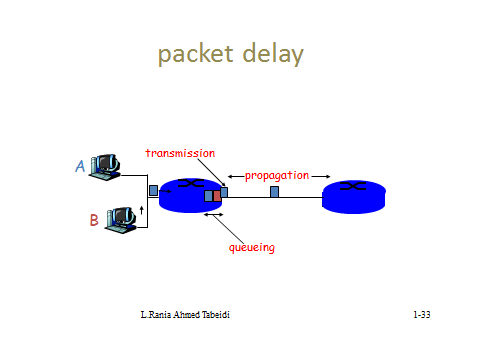 packet delay
transmission
A
propagation
B
queueing
L.Rania Ahmed Tabeidi
1-33